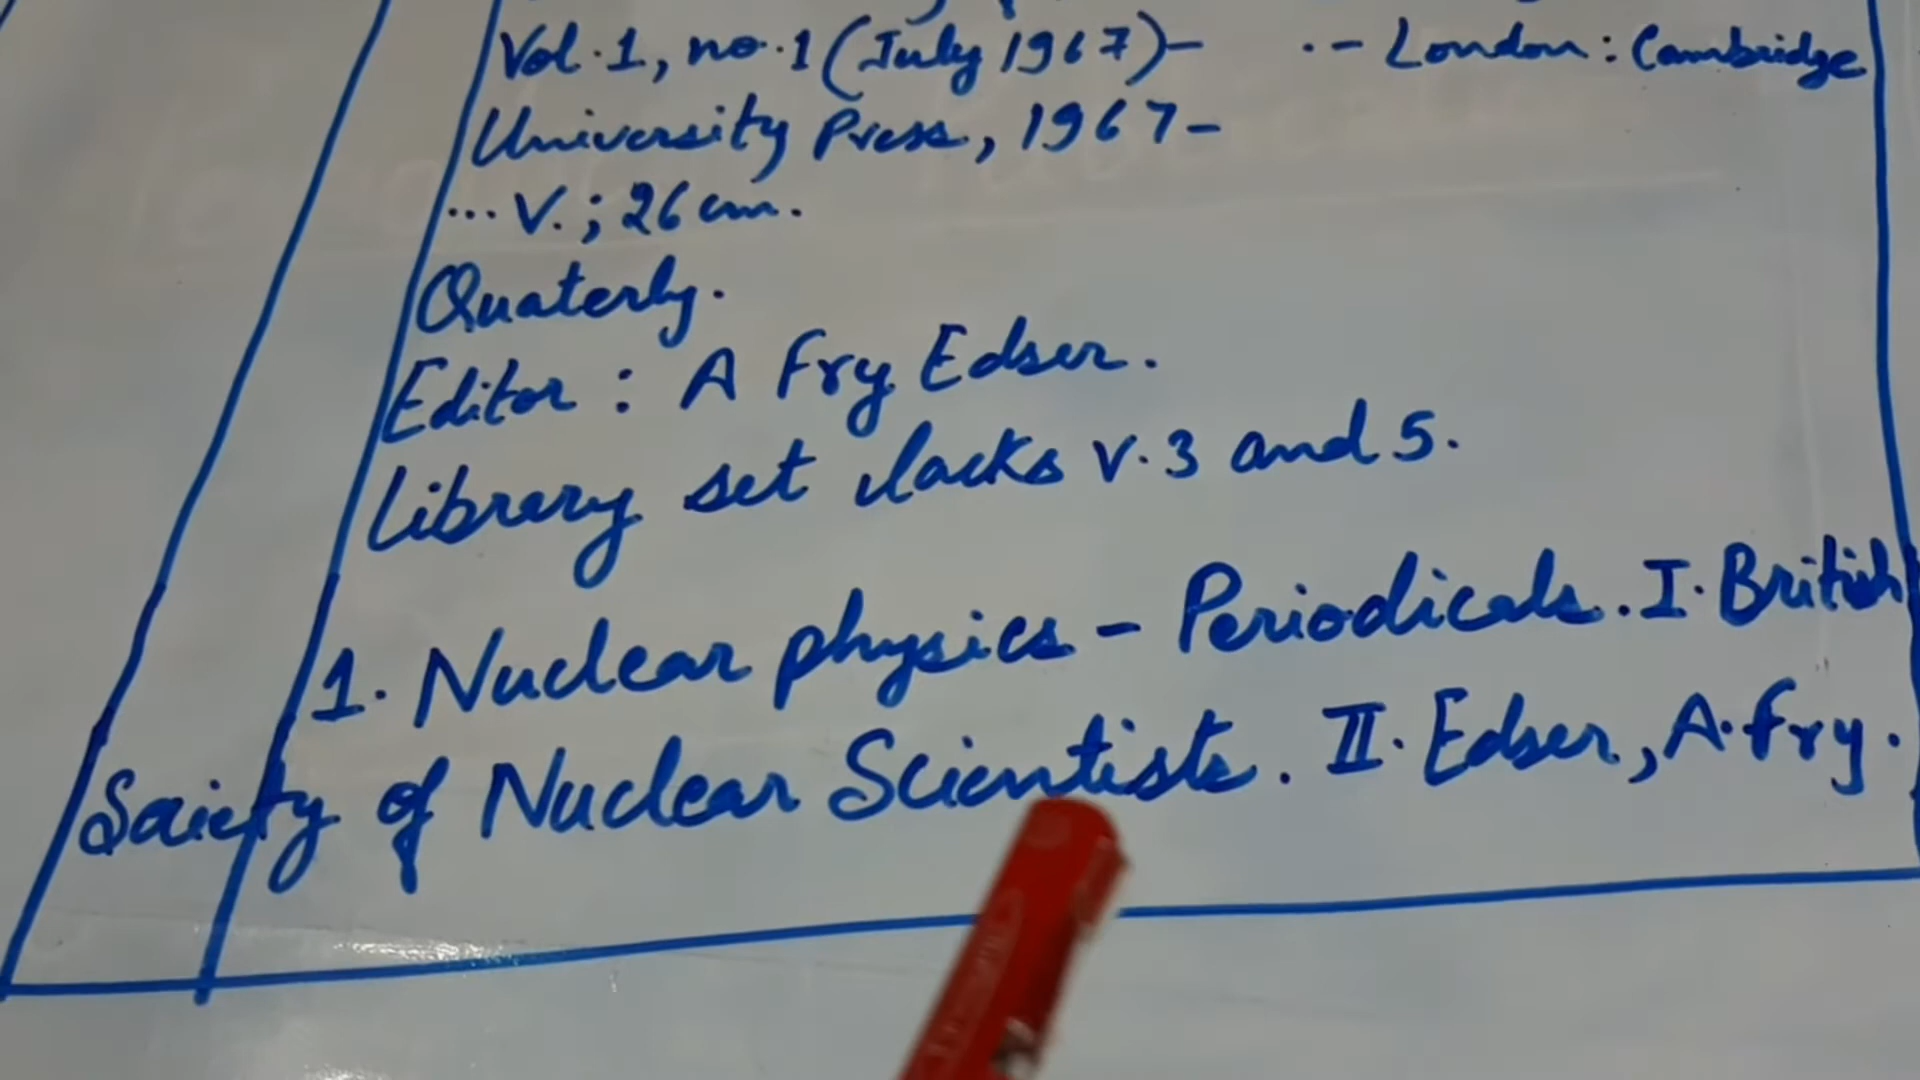 Vol. 1, no. 1 (July 1967)- . - London : Cambridge
University Press, 1967-
... V. ; 26 cm.
Quaterly.
Editor : A Fry Edser.
Library set lacks v. 3 and 5.
1. Nuclear physics - Periodicals. I. British
Society of Nuclear Scientists. II. Edser, A. Fry.